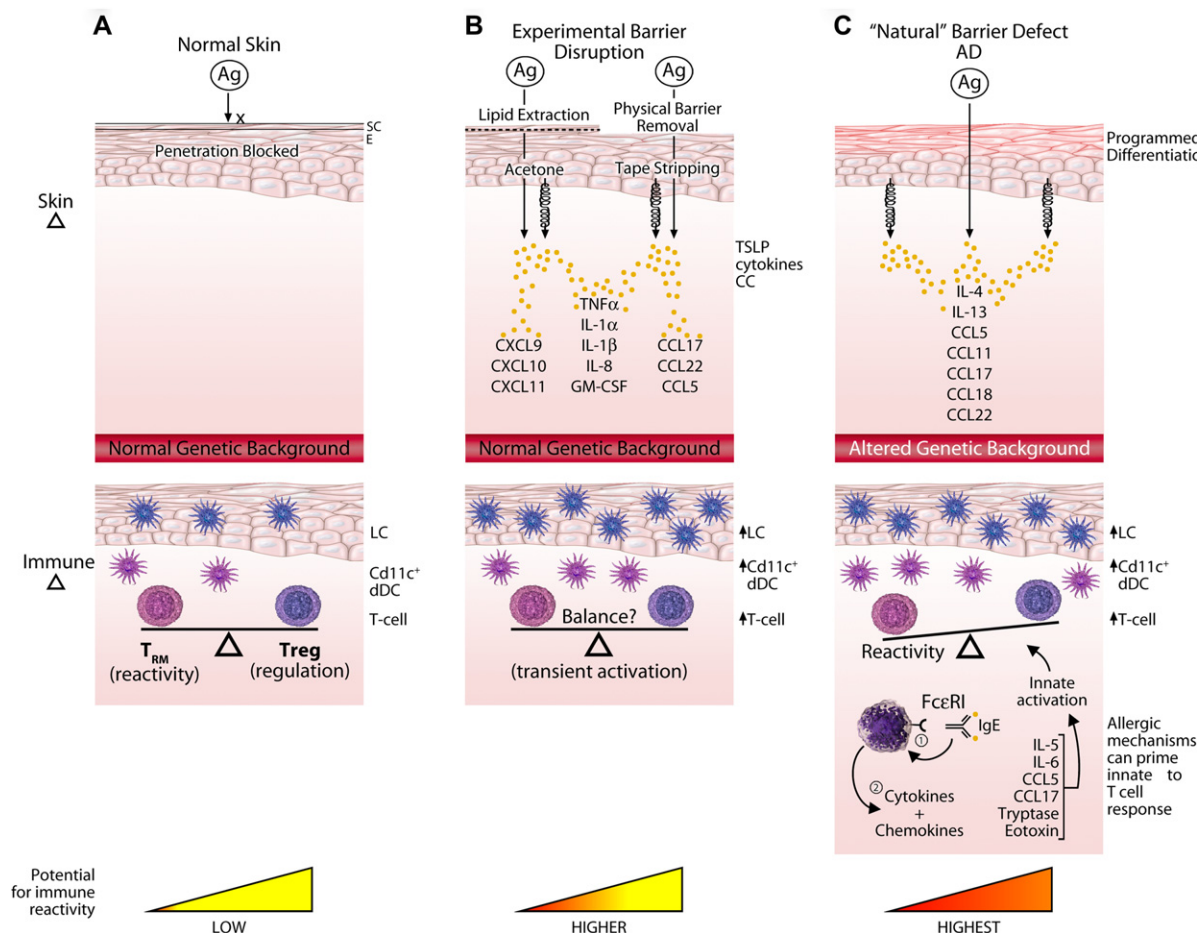 A
Normal Skin
Ag
x
SC
E
Penetration Blocked
Skin
Normal Genetic Background
Immune
LC
Cd11c+
dDC
T-cell
TRM
(reactivity)
Treg
(regulation)
B
Experimental Barrier
Disruption
Ag
Ag
Lipid Extraction
Physical Barrier
Removal
Acetone
Tape Stripping
TSLP
cytokines
CC
TNFα
IL-1α
IL-1β
IL-8
GM-CSF
CXCL9
CXCL10
CXCL11
CCL17
CCL22
CCL5
Normal Genetic Background
LC
Cd11c+
dDC
T-cell
Balance?
(transient activation)
C
“Natural” Barrier Defect
AD
Ag
Programmed
Differentiatic
IL-4
IL-13
CCL5
CCL11
CCL17
CCL18
CCL22
Altered Genetic Background
LC
Cd11c+
dDC
T-cell
Reactivity
Innate
activation
FcεRI
IgE
1
2
Cytokines
+
Chemokines
IL-5
IL-6
CCL5
CCL17
Tryptase
Eotoxin
Allergic
mechanisms
can prime
innate to
T cell
response
Potential
for immune
reactivity
LOW
HIGHER
HIGHEST